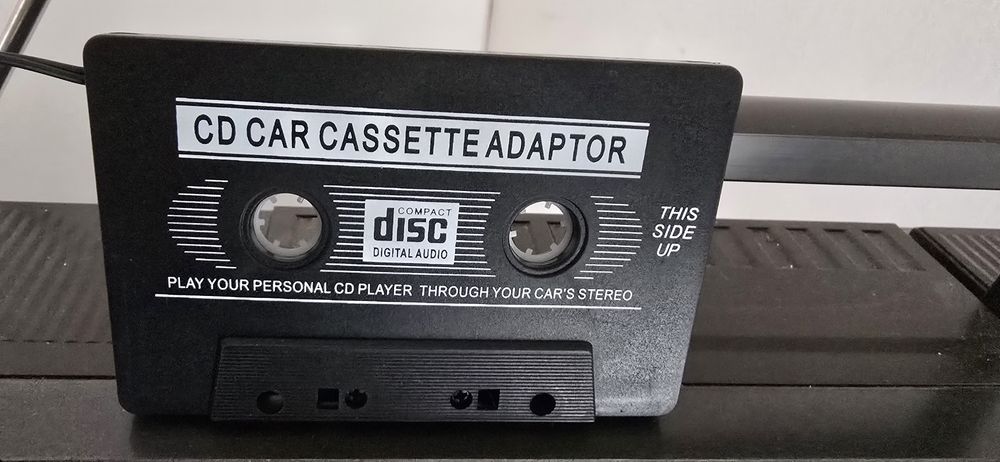 CD CAR CASSETTE ADAPTOR
COMPACT
disc
DIGITAL AUDIO
THIS
SIDE
UP
PLAY YOUR PERSONAL CD PLAYER THROUGH YOUR CAR'S STEREO